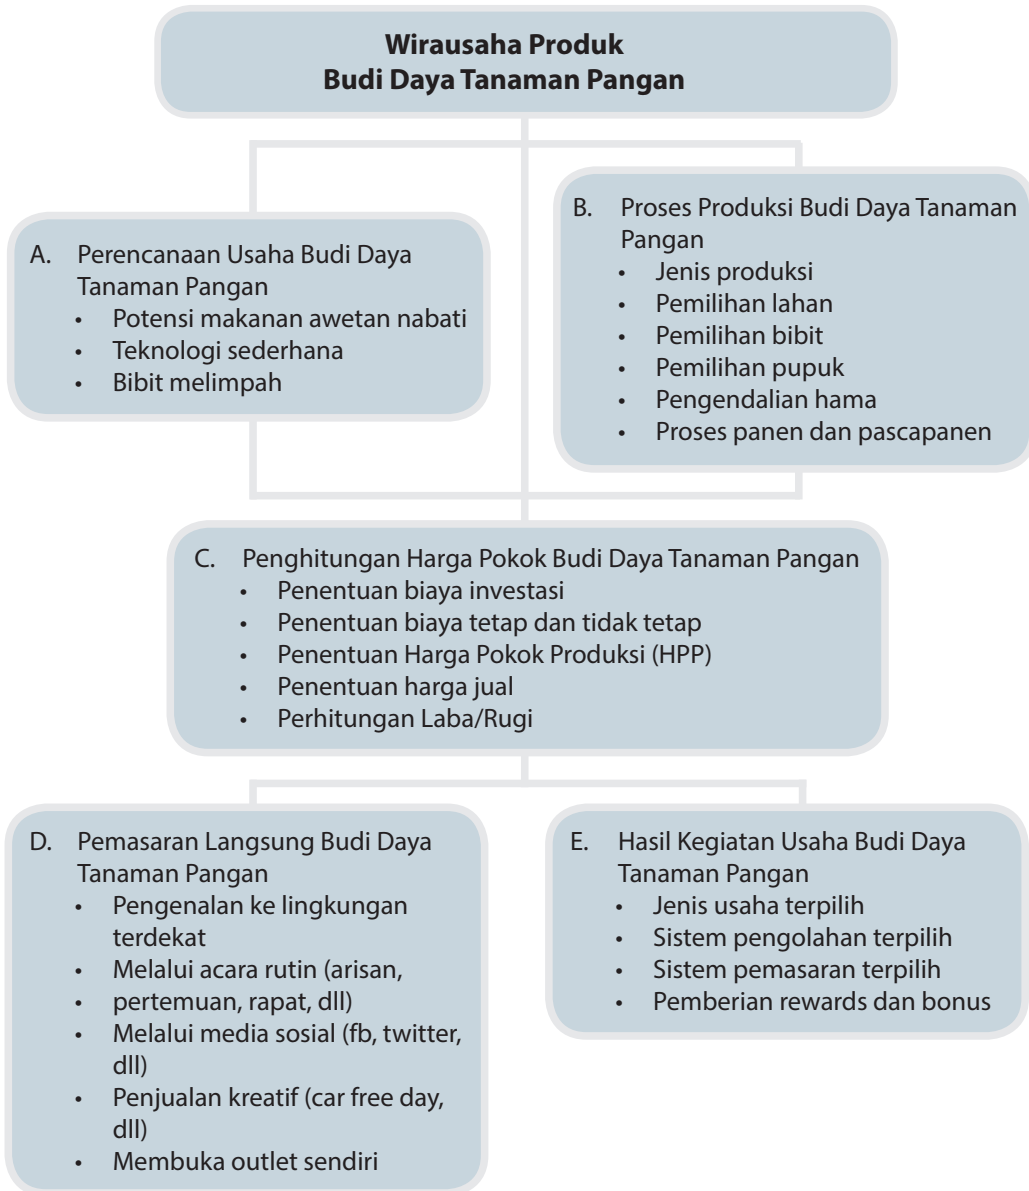 Wirausaha Produk
Budi Daya Tanaman Pangan
A. Perencanaan Usaha Budi Daya
Tanaman Pangan
• Potensi makanan awetan nabati
• Teknologi sederhana
• Bibit melimpah
B. Proses Produksi Budi Daya Tanaman
Pangan
• Jenis produksi
• Pemilihan lahan
• Pemilihan bibit
• Pemilihan pupuk
• Pengendalian hama
• Proses panen dan pascapanen
C. Penghitungan Harga Pokok Budi Daya Tanaman Pangan
• Penentuan biaya investasi
• Penentuan biaya tetap dan tidak tetap
• Penentuan Harga Pokok Produksi (HPP)
• Penentuan harga jual
• Perhitungan Laba/Rugi
D. Pemasaran Langsung Budi Daya
Tanaman Pangan
• Pengenalan ke lingkungan
terdekat
• Melalui acara rutin (arisan,
• pertemuan, rapat, dll)
• Melalui media sosial (fb, twitter,
dll)
• Penjualan kreatif (car free day,
dll)
• Membuka outlet sendiri
E. Hasil Kegiatan Usaha Budi Daya
Tanaman Pangan
• Jenis usaha terpilih
• Sistem pengolahan terpilih
• Sistem pemasaran terpilih
• Pemberian rewards dan bonus